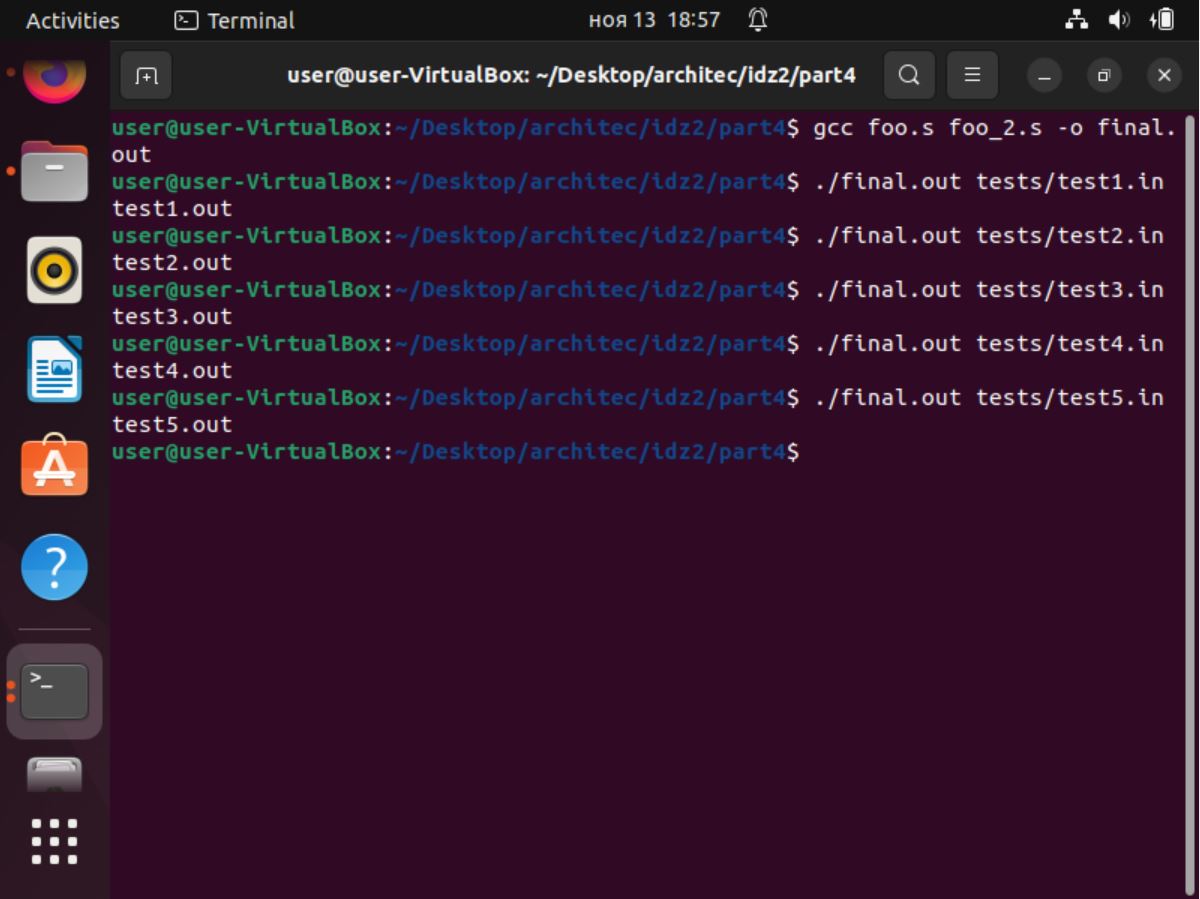 Activities Terminal ноя 13 18:57
user@user-VirtualBox: ~/Desktop/architec/idz2/part4
user@user-VirtualBox:~/Desktop/architec/idz2/part4$ gcc foo.s foo_2.s -o final.
out
user@user-VirtualBox:~/Desktop/architec/idz2/part4$ ./final.out tests/test1.in
test1.out
user@user-VirtualBox:~/Desktop/architec/idz2/part4$ ./final.out tests/test2.in
test2.out
user@user-VirtualBox:~/Desktop/architec/idz2/part4$ ./final.out tests/test3.in
test3.out
user@user-VirtualBox:~/Desktop/architec/idz2/part4$ ./final.out tests/test4.in
test4.out
user@user-VirtualBox:~/Desktop/architec/idz2/part4$ ./final.out tests/test5.in
test5.out
user@user-VirtualBox:~/Desktop/architec/idz2/part4$